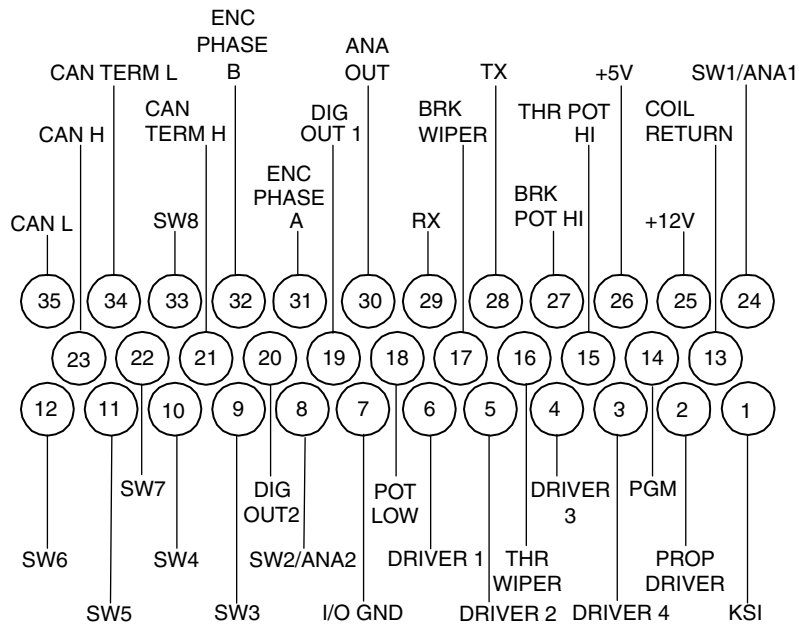 ENC
PHASE
B
ANA
OUT
CAN TERM L
TX
+5V
SW1/ANA1
CAN
TERM H
DIG
OUT 1
BRK
WIPER
THR POT
HI
COIL
RETURN
CAN H
ENC
PHASE
A
BRK
POT HI
CAN L
SW8
RX
+12V
35 34 33 32 31 30 29 28 27 26 25 24
23 22 21 20 19 18 17 16 15 14 13
12 11 10 9 8 7 6 5 4 3 2 1
SW7
DIG
OUT2
POT
LOW
DRIVER
3
PGM
SW6
SW4
SW2/ANA2
DRIVER 1
THR
WIPER
PROP
DRIVER
SW5
SW3
I/O GND
DRIVER 2
DRIVER 4
KSI